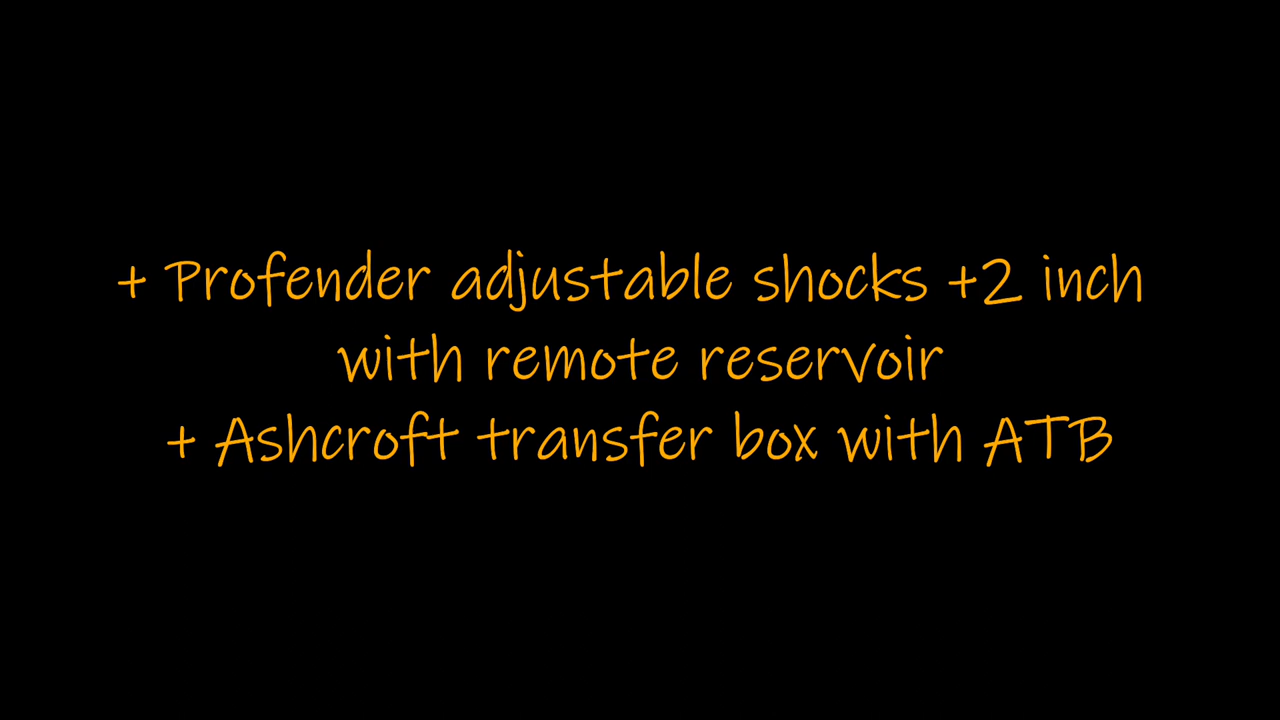 + Profender adjustable shocks +2 inch
with remote reservoir
+ Ashcroft transfer box with ATB